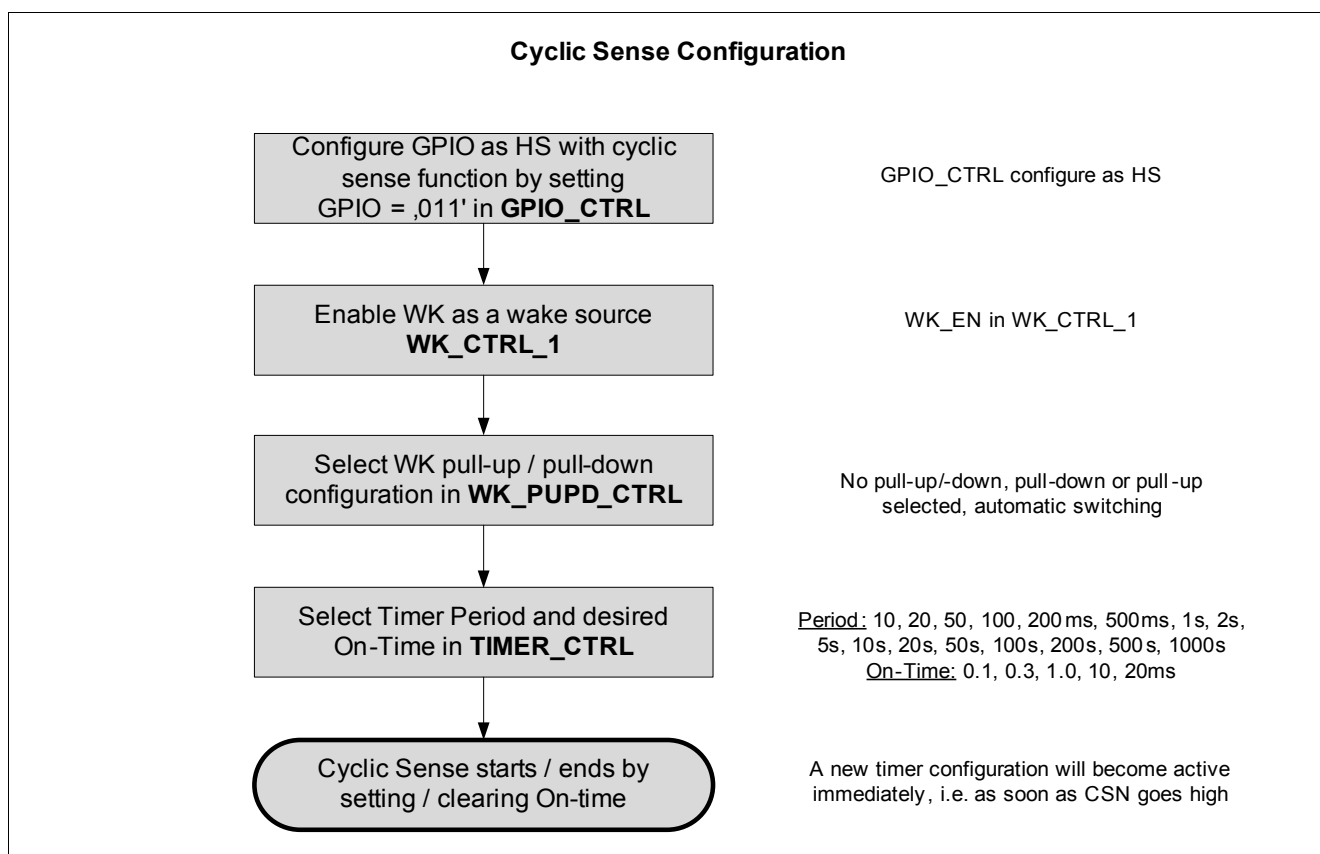 Cyclic Sense Configuration
Configure GPIO as HS with cyclic
sense function by setting
GPIO = ‚011' in GPIO_CTRL
GPIO_CTRL configure as HS
Enable WK as a wake source
WK_CTRL_1
WK_EN in WK_CTRL_1
Select WK pull-up / pull-down
configuration in WK_PUPD_CTRL
No pull-up/-down, pull-down or pull-up
selected, automatic switching
Select Timer Period and desired
On-Time in TIMER_CTRL
Period: 10, 20, 50, 100, 200ms, 500ms, 1s, 2s,
5s, 10s, 20s, 50s, 100s, 200s, 500s, 1000s
On-Time: 0.1, 0.3, 1.0, 10, 20ms
Cyclic Sense starts / ends by
setting / clearing On-time
A new timer configuration will become active
immediately, i.e. as soon as CSN goes high